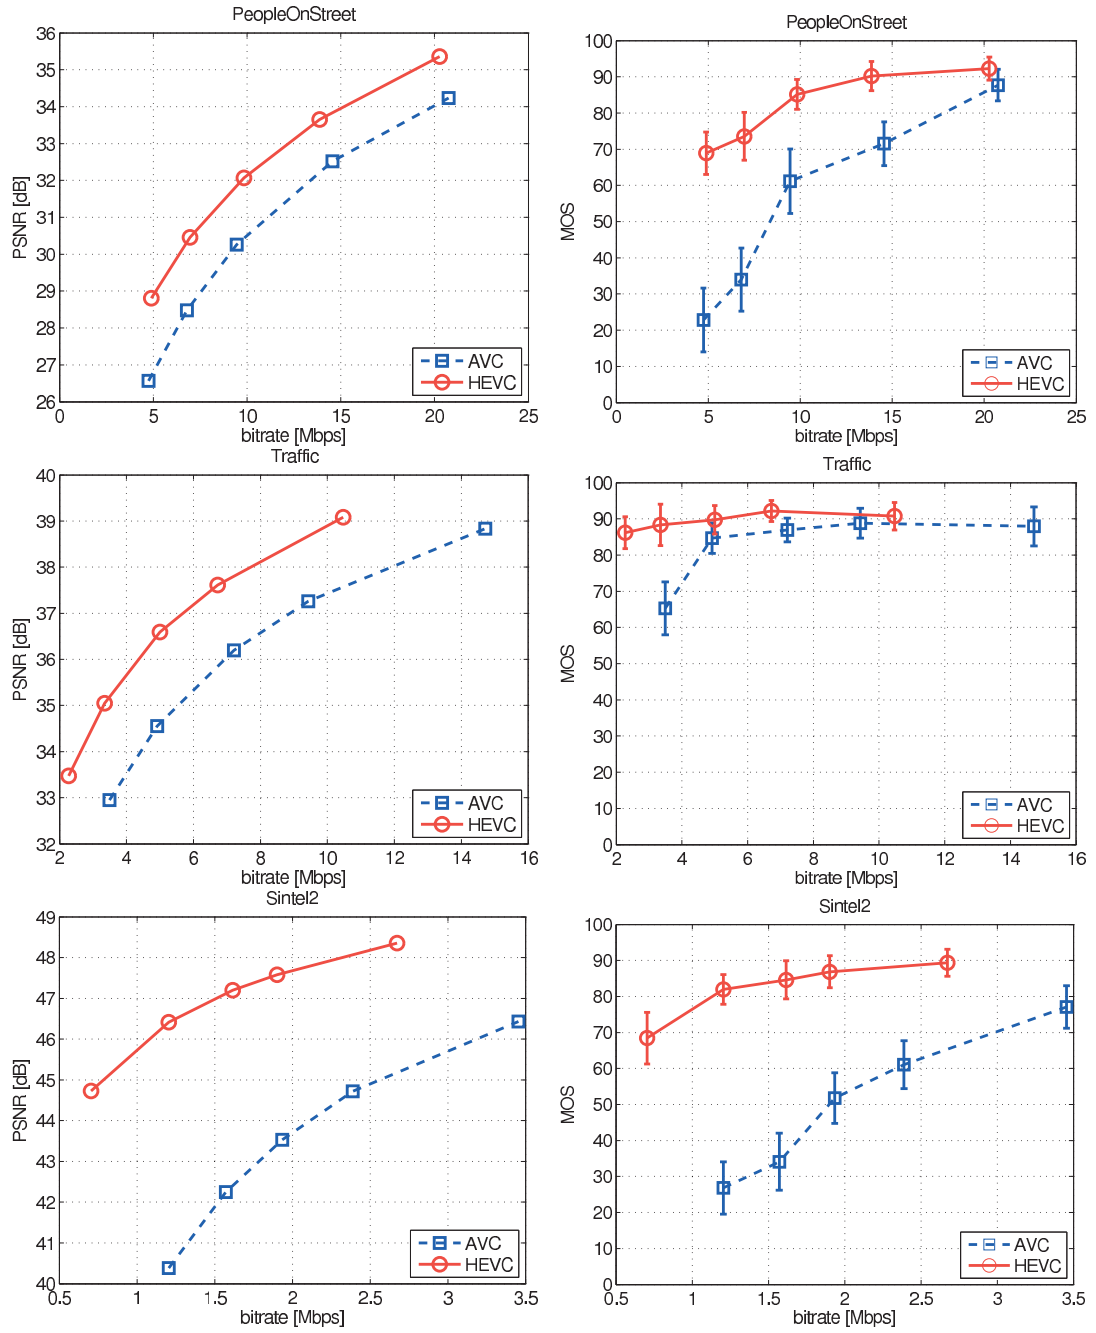 PeopleOnStreet
PSNR [dB]
36
35
34
33
32
31
30
29
28
27
26
0 5 10 15 20 25
bitrate [Mbps]
AVC
HEVC
PeopleOnStreet
MOS
100
90
80
70
60
50
40
30
20
10
0
0 5 10 15 20 25
bitrate [Mbps]
AVC
HEVC
Traffic
PSNR [dB]
40
39
38
37
36
35
34
33
32
2 4 6 8 10 12 14 16
bitrate [Mbps]
AVC
HEVC
Traffic
MOS
100
90
80
70
60
50
40
30
20
10
0
2 4 6 8 10 12 14 16
bitrate [Mbps]
AVC
HEVC
Sintel2
PSNR [dB]
49
48
47
46
45
44
43
42
41
40
0.5 1 1.5 2 2.5 3 3.5
bitrate [Mbps]
AVC
HEVC
Sintel2
MOS
100
90
80
70
60
50
40
30
20
10
0
0.5 1 1.5 2 2.5 3 3.5
bitrate [Mbps]
AVC
HEVC